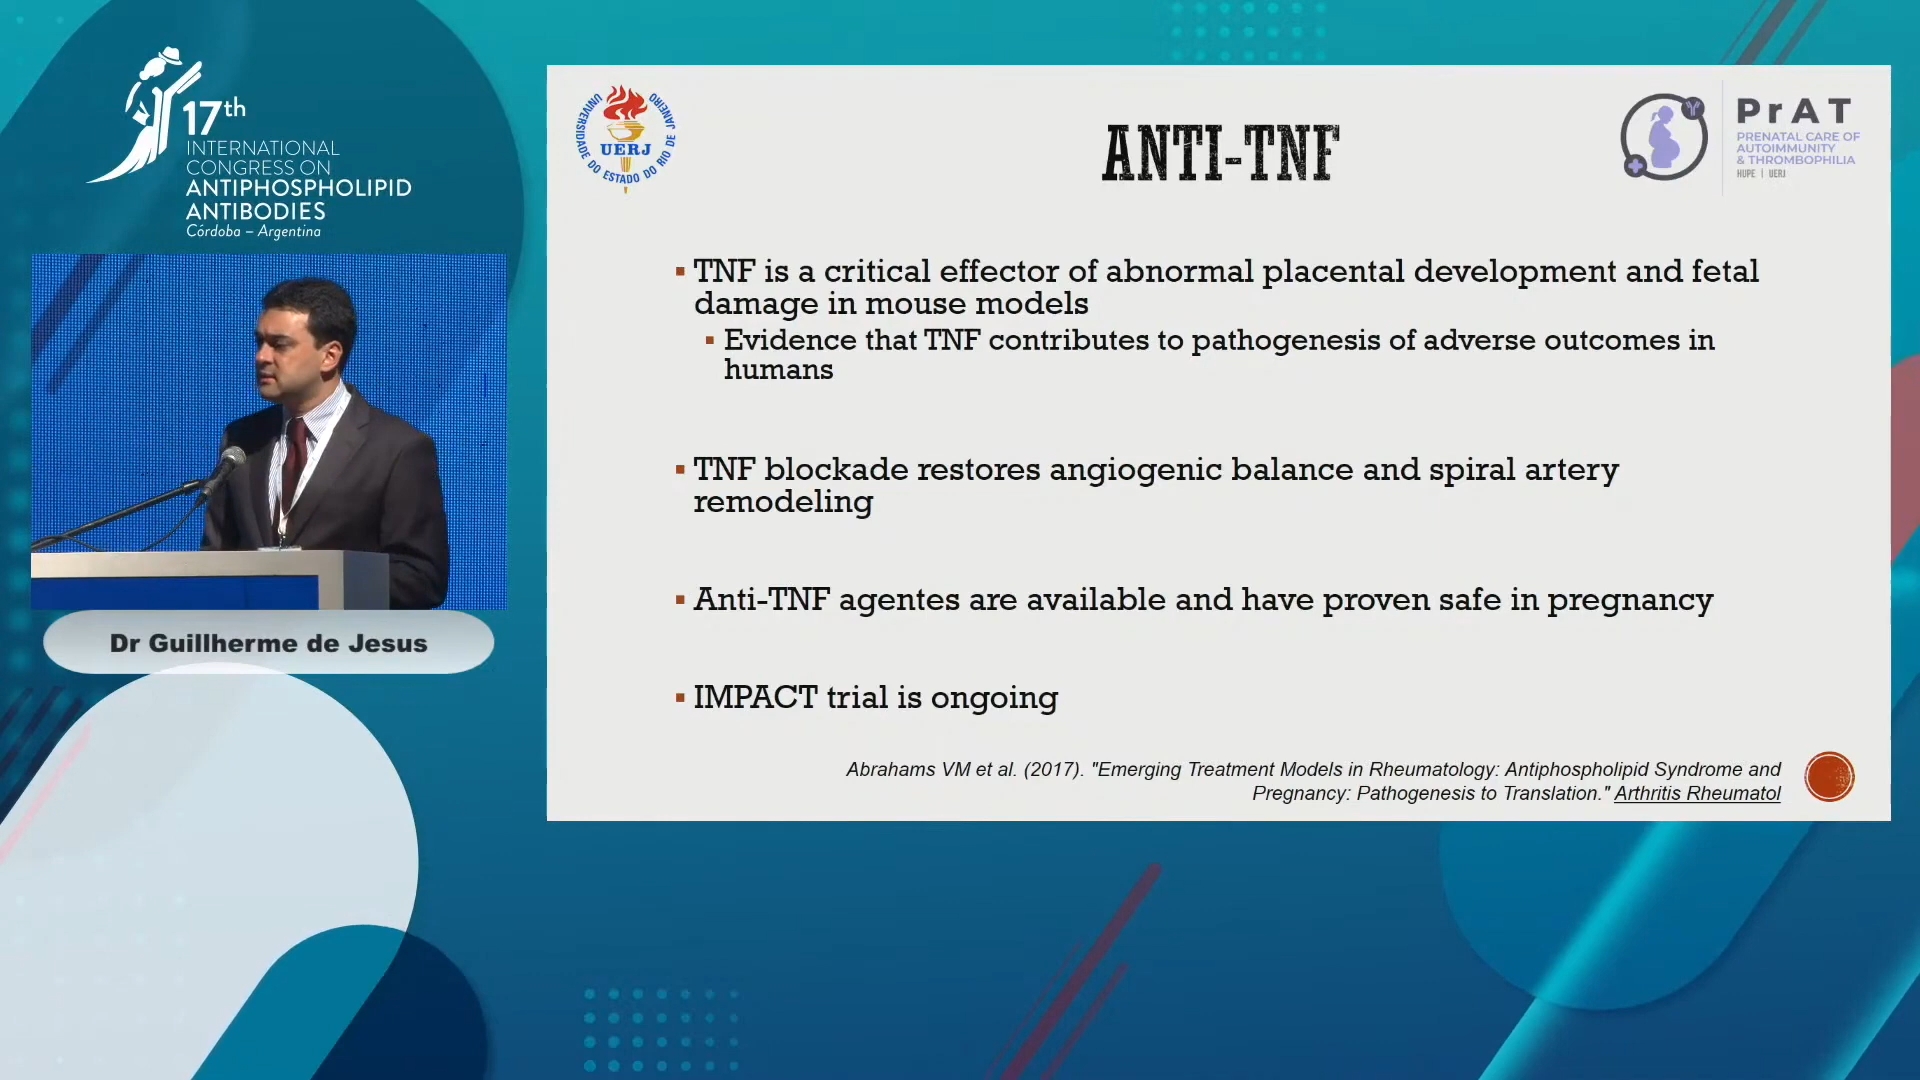 17th
INTERNATIONAL
CONGRESS ON
ANTIPHOSPHOLIPID
ANTIBODIES
Córdoba – Argentina
Dr Guillherme de Jesus
UNIVERSIDADE DO ESTADO DO RIO DE JANEIRO
UERJ
ANTI-TNF
PrAT
PRENATAL CARE OF
AUTOIMMUNITY
& THROMBOPHILIA
HUPE | UERJ
▪ TNF is a critical effector of abnormal placental development and fetal
damage in mouse models
▪ Evidence that TNF contributes to pathogenesis of adverse outcomes in
humans
▪ TNF blockade restores angiogenic balance and spiral artery
remodeling
▪ Anti-TNF agentes are available and have proven safe in pregnancy
▪ IMPACT trial is ongoing
Abrahams VM et al. (2017). "Emerging Treatment Models in Rheumatology: Antiphospholipid Syndrome and
Pregnancy: Pathogenesis to Translation." Arthritis Rheumatol